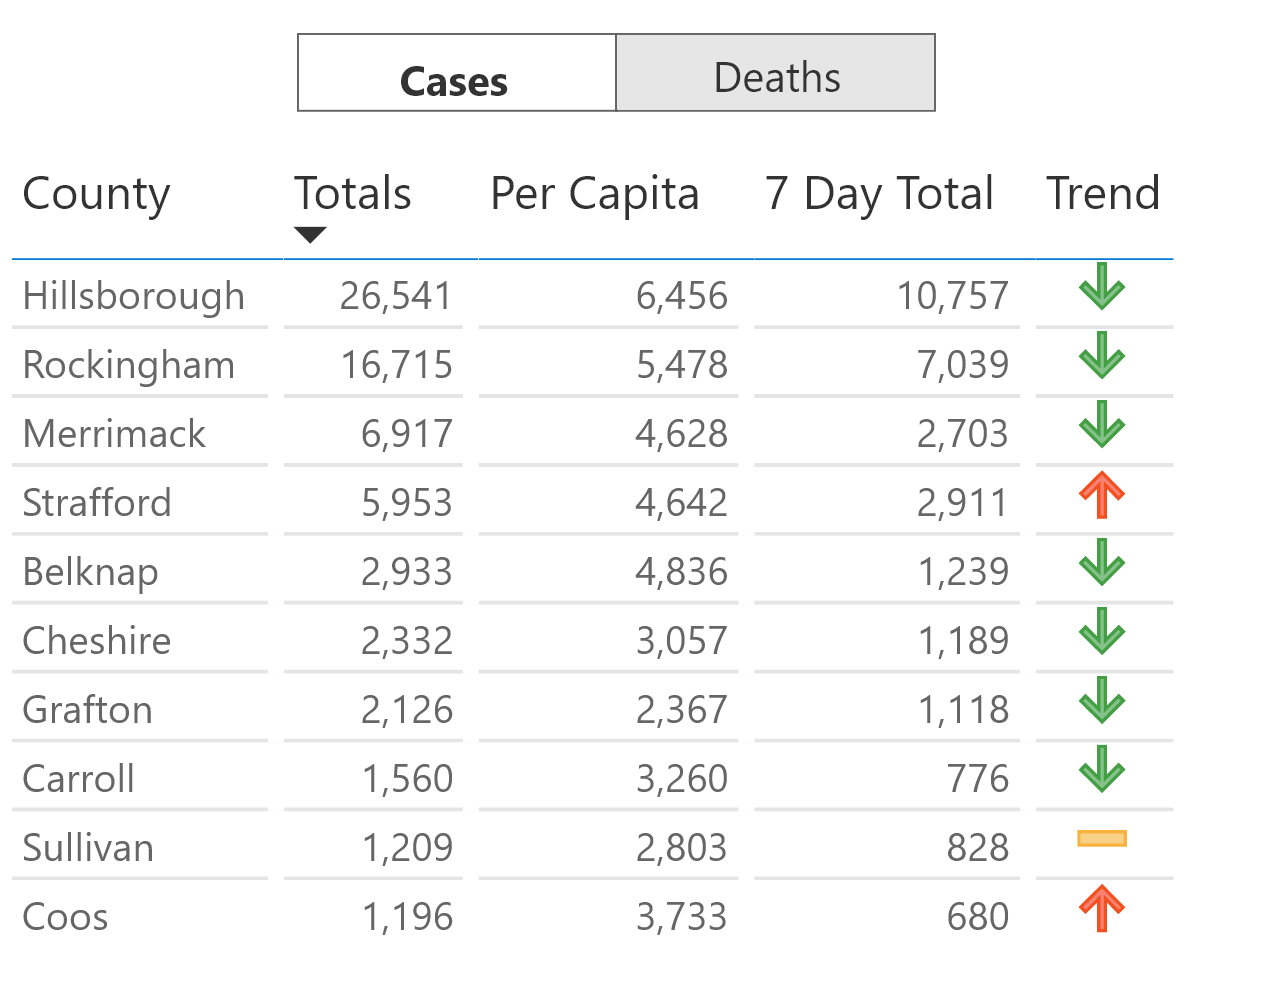 Cases Deaths
County Totals Per Capita 7 Day Total Trend
Hillsborough 26,541 6,456 10,757
Rockingham 16,715 5,478 7,039
Merrimack 6,917 4,628 2,703
Strafford 5,953 4,642 2,911
Belknap 2,933 4,836 1,239
Cheshire 2,332 3,057 1,189
Grafton 2,126 2,367 1,118
Carroll 1,560 3,260 776
Sullivan 1,209 2,803 828
Coos 1,196 3,733 680